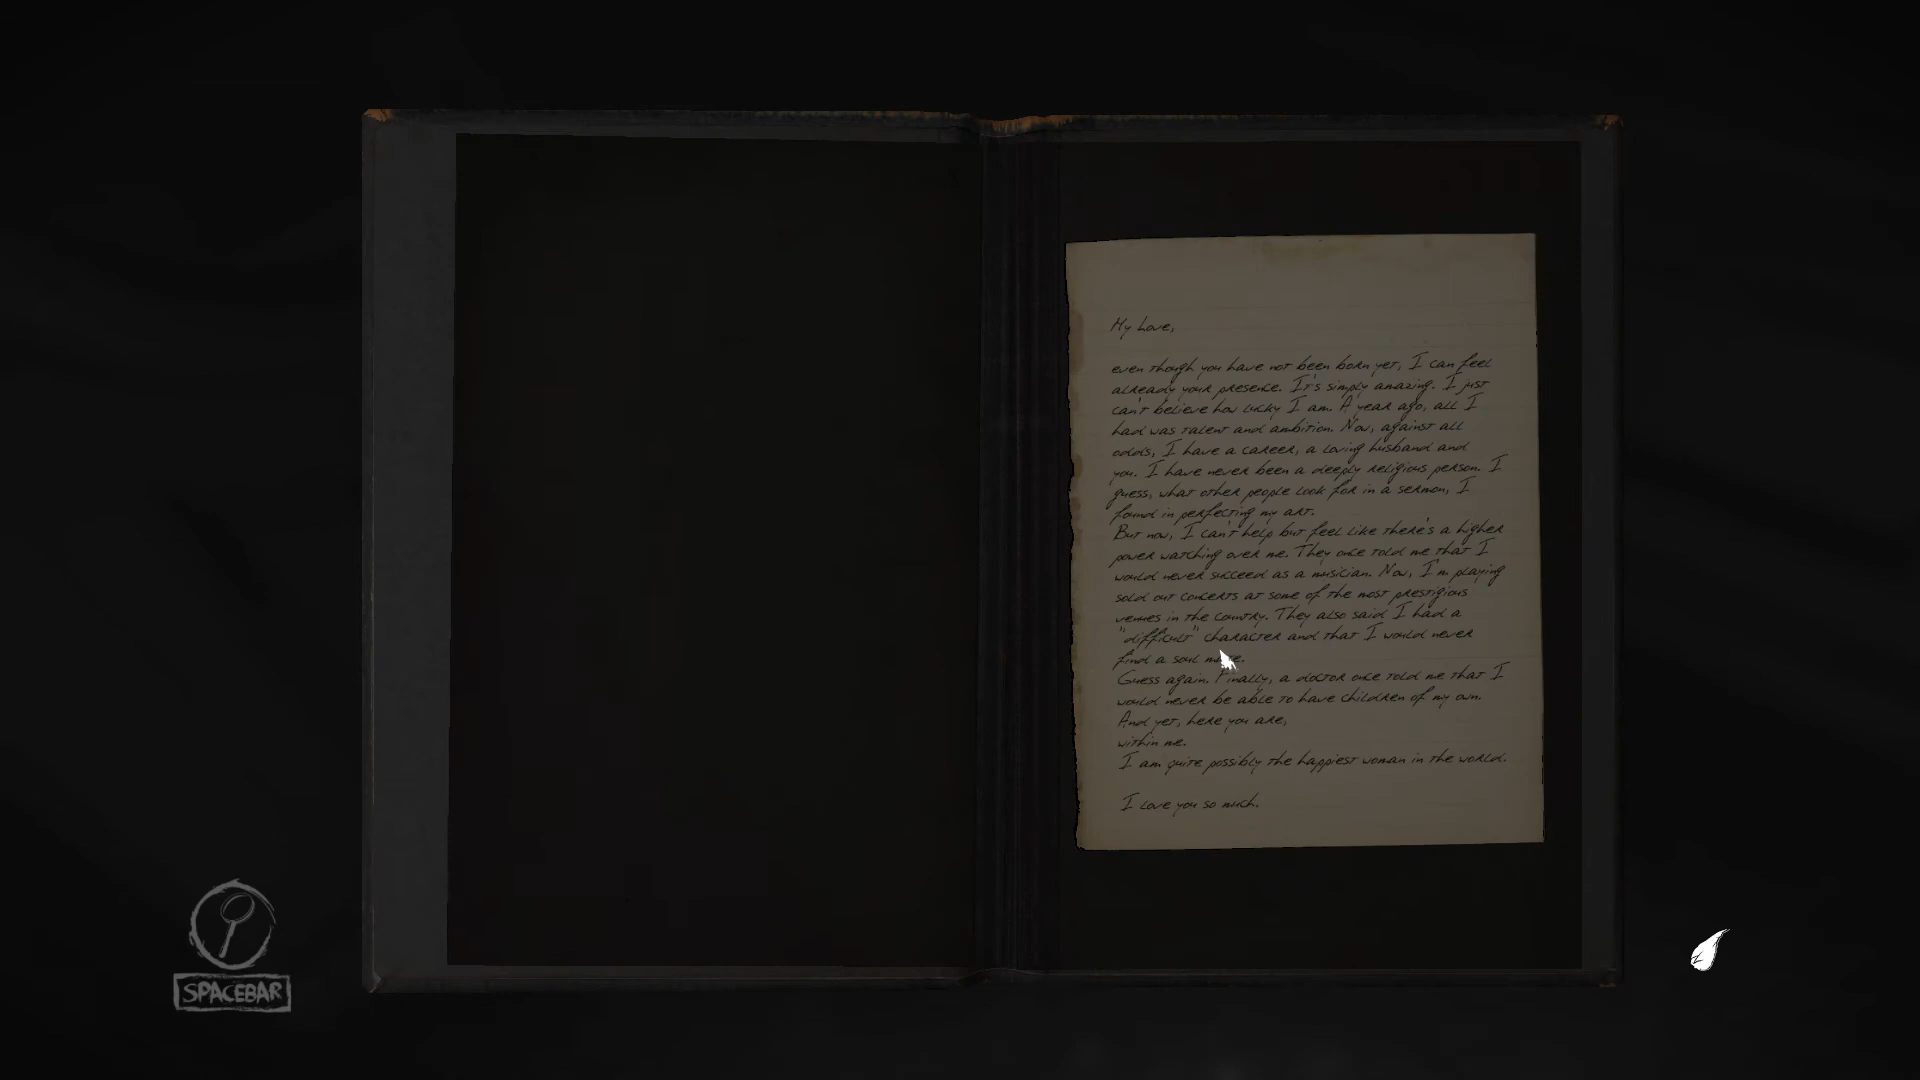 My Love,
even though you have not been born yet, I can feel
already your presence. It's simply amazing. I just
can't believe how lucky I am. A year ago, all I
had was talent and ambition. Now, against all
odds, I have a career, a loving husband and
you. I have never been a deeply religious person. I
guess, what other people look for in a sermon, I
found in perfecting my art.
But now, I can't help but feel like there's a higher
power watching over me. They once told me that I
would never succeed as a musician. Now, I'm playing
sold out concerts at some of the most prestigious
venues in the country. They also said I had a
"difficult" character and that I would never
find a soul mate.
Guess again. Finally, a doctor once told me that I
would never be able to have children of my own.
And yet, here you are,
within me.
I am quite possibly the happiest woman in the world.
I love you so much.
SPACEBAR